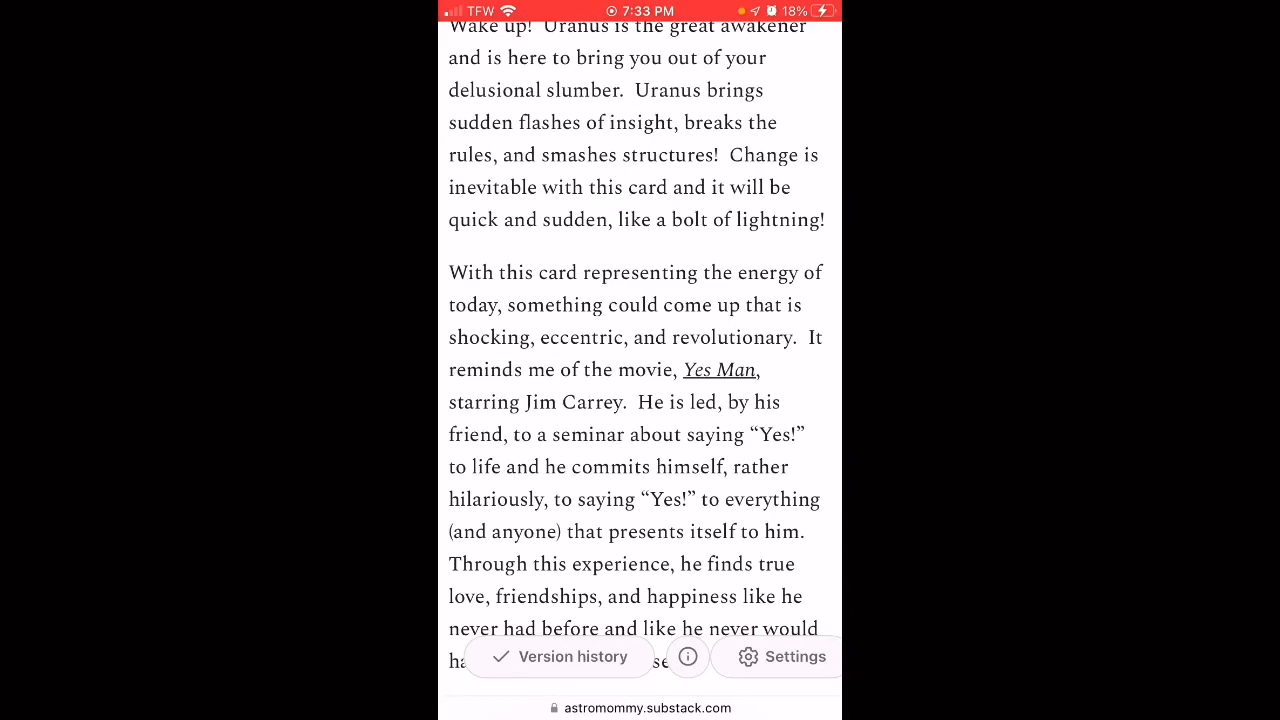 TFW 7:33 PM 18%
Wake up!  Uranus is the great awakener
and is here to bring you out of your
delusional slumber.  Uranus brings
sudden flashes of insight, breaks the
rules, and smashes structures!  Change is
inevitable with this card and it will be
quick and sudden, like a bolt of lightning!
With this card representing the energy of
today, something could come up that is
shocking, eccentric, and revolutionary.  It
reminds me of the movie, Yes Man,
starring Jim Carrey.  He is led, by his
friend, to a seminar about saying “Yes!”
to life and he commits himself, rather
hilariously, to saying “Yes!” to everything
(and anyone) that presents itself to him.
Through this experience, he finds true
love, friendships, and happiness like he
never had before and like he never would
Version history Settings
astromommy.substack.com